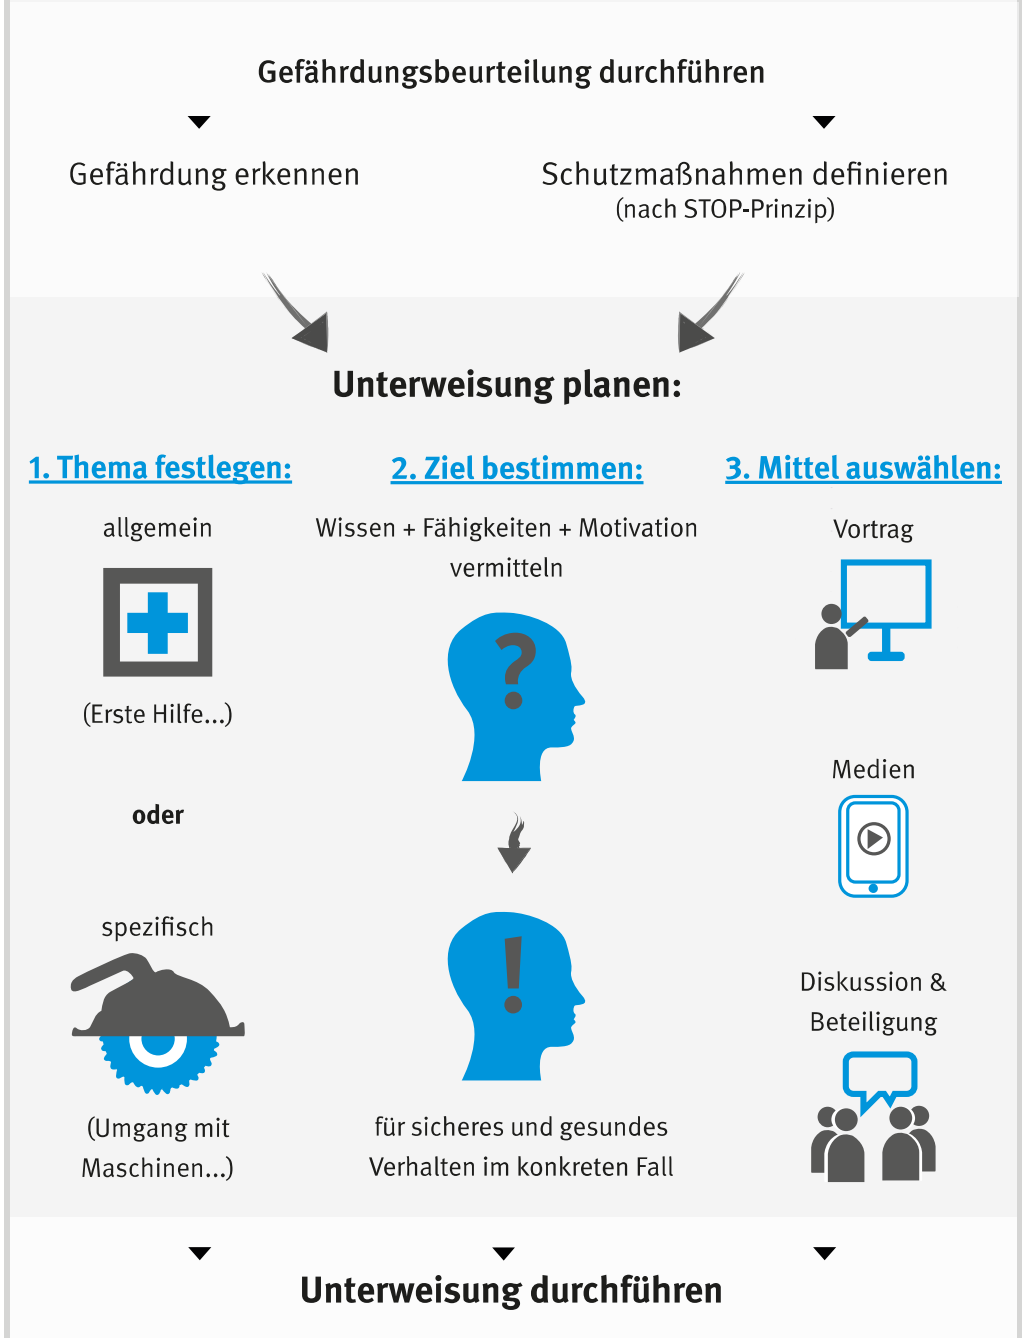 Gefährdungsbeurteilung durchführen
Gefährdung erkennen
Schutzmaßnahmen definieren
(nach STOP-Prinzip)
Unterweisung planen:
1. Thema festlegen:
allgemein
(Erste Hilfe...)
oder
spezifisch
(Umgang mit
Maschinen...)
2. Ziel bestimmen:
Wissen + Fähigkeiten + Motivation
vermitteln
?
!
für sicheres und gesundes
Verhalten im konkreten Fall
3. Mittel auswählen:
Vortrag
Medien
Diskussion &
Beteiligung
Unterweisung durchführen